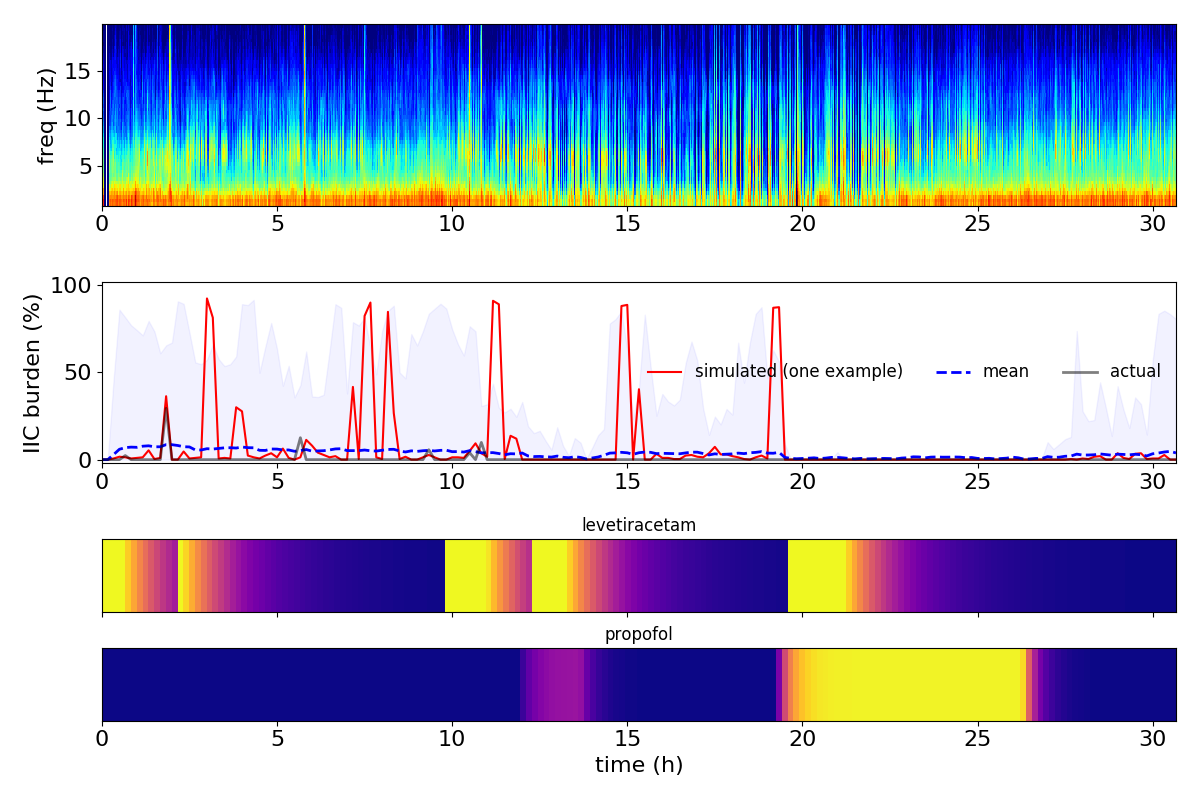 freq (Hz)
15
10
5
0 5 10 15 20 25 30
IIC burden (%)
100
50
0
simulated (one example) mean actual
0 5 10 15 20 25 30
levetiracetam
propofol
0 5 10 15 20 25 30
time (h)